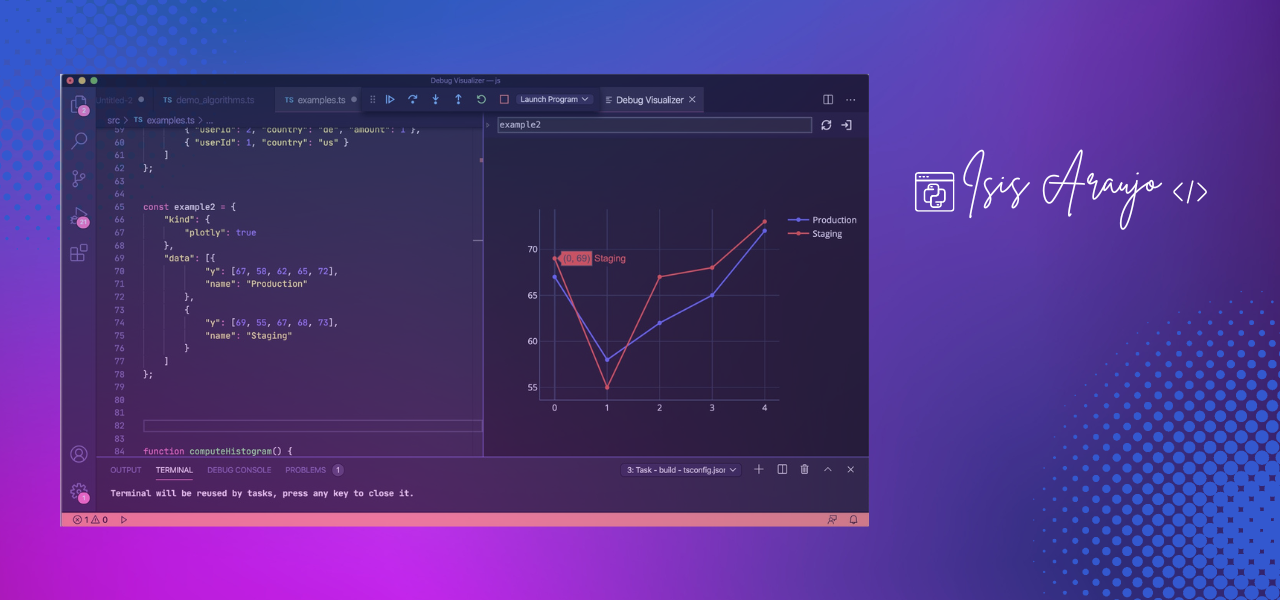 Debug Visualizer — js
Untitled-2
TS demo_algorithms.ts
TS examples.ts
Launch Program
Debug Visualizer
src > TS examples.ts > ...
example2
59 { "userId": 2, "country": "de", "amount": 1 },
60 { "userId": 1, "country": "us" }
61 ]
62 };
63
64
65 const example2 = {
66 "kind": {
67 "plotly": true
68 },
69 "data": [{
70 "y": [67, 58, 62, 65, 72],
71 "name": "Production"
72 },
73 {
74 "y": [69, 55, 67, 68, 73],
75 "name": "Staging"
76 }
77 ]
78 };
79
80
81
82
83
84 function computeHistogram() {
Production
Staging
(0, 69) Staging
70
65
60
55
0 1 2 3 4
2
31
1
OUTPUT TERMINAL DEBUG CONSOLE PROBLEMS 1
3: Task - build - tsconfig.json
Terminal will be reused by tasks, press any key to close it.
1 0
Isis Araujo </>